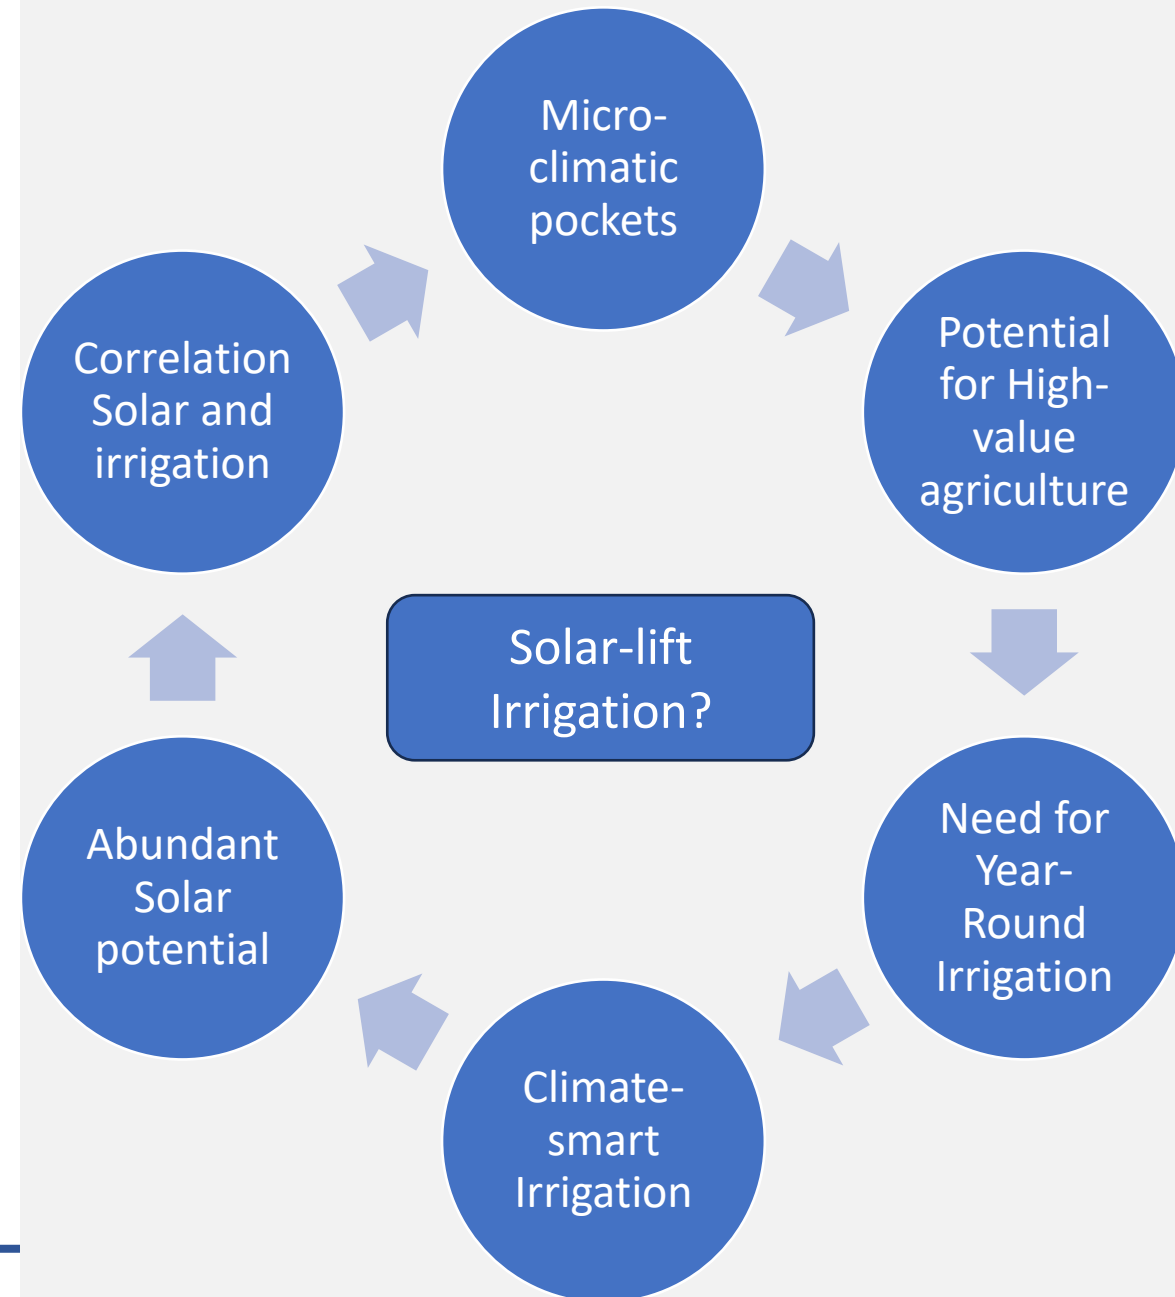 Micro-
climatic
pockets
Potential
for High-
value
agriculture
Need for
Year-
Round
Irrigation
Climate-
smart
Irrigation
Abundant
Solar
potential
Correlation
Solar and
irrigation
Solar-lift
Irrigation?